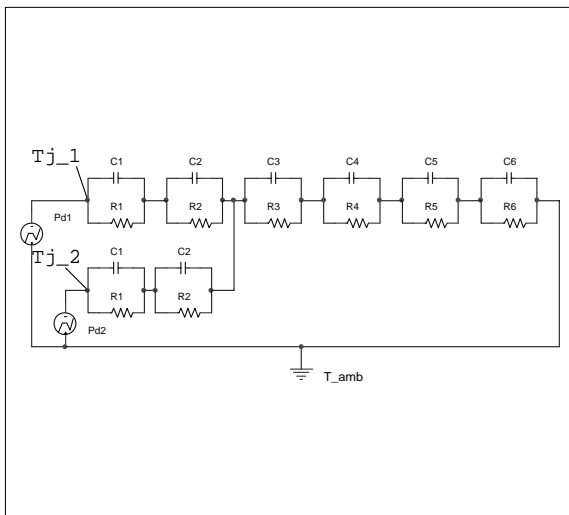 Tj_1
C1 C2 C3 C4 C5 C6
R1 R2 R3 R4 R5 R6
Pd1
Tj_2
C1 C2
R1 R2
Pd2
T_amb